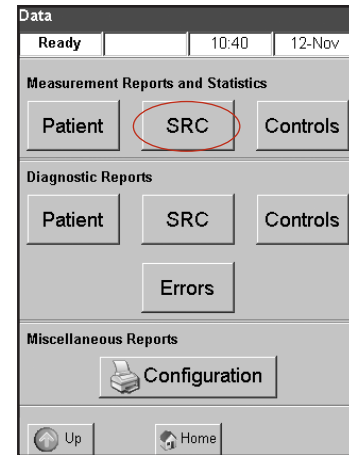 Data
Ready 10:40 12-Nov
Measurement Reports and Statistics
Patient SRC Controls
Diagnostic Reports
Patient SRC Controls
Errors
Miscellaneous Reports
Configuration
Up Home